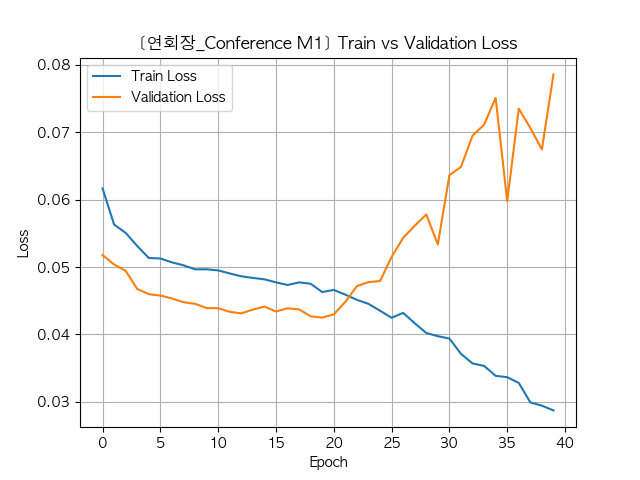 [연회장_Conference M1] Train vs Validation Loss
Train Loss
Validation Loss
0.08
0.07
0.06
0.05
0.04
0.03
Loss
0 5 10 15 20 25 30 35 40
Epoch